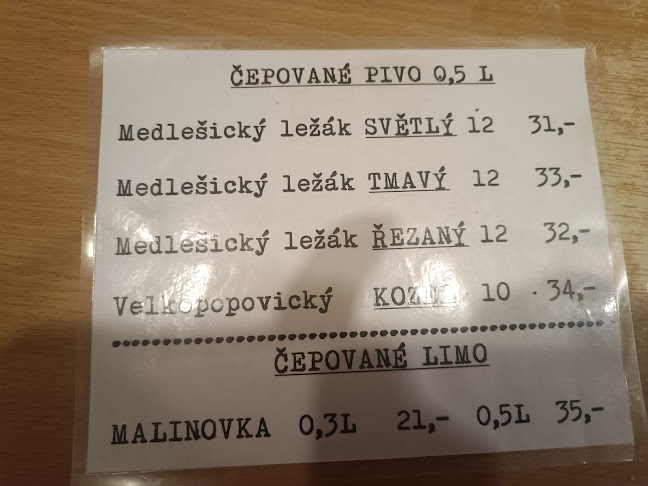 ČEPOVANÉ PIVO 0,5 L
Medlešický ležák SVĚTLÝ 12 31,-
Medlešický ležák TMAVÝ 12 33,-
Medlešický ležák ŘEZANÝ 12 32,-
Velkopopovický KOZEL 10 34,-
ČEPOVANÉ LIMO
MALINOVKA 0,3L 21,- 0,5L 35,-